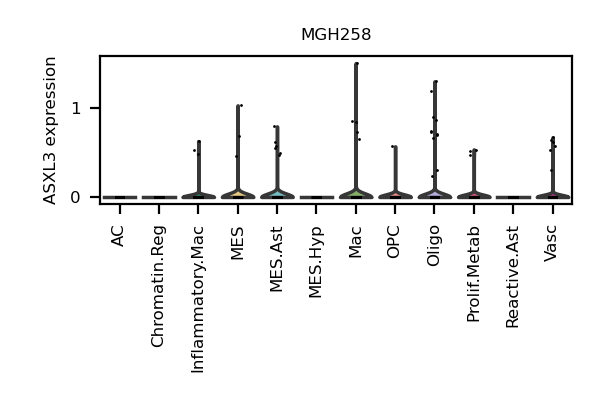 MGH258
ASXL3 expression
1
0
AC
Chromatin.Reg
Inflammatory.Mac
MES
MES.Ast
MES.Hyp
Mac
OPC
Oligo
Prolif.Metab
Reactive.Ast
Vasc